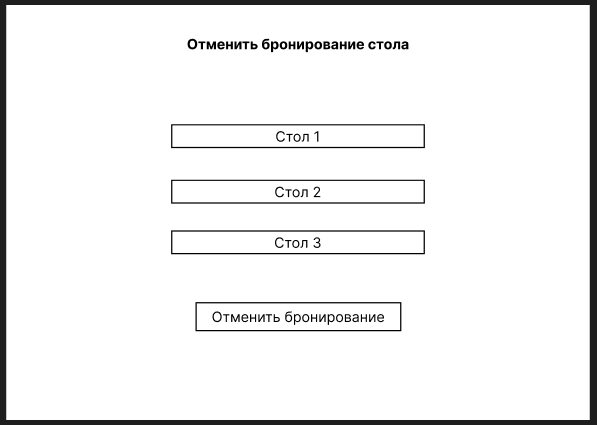 Отменить бронирование стола
Стол 1
Стол 2
Стол 3
Отменить бронирование